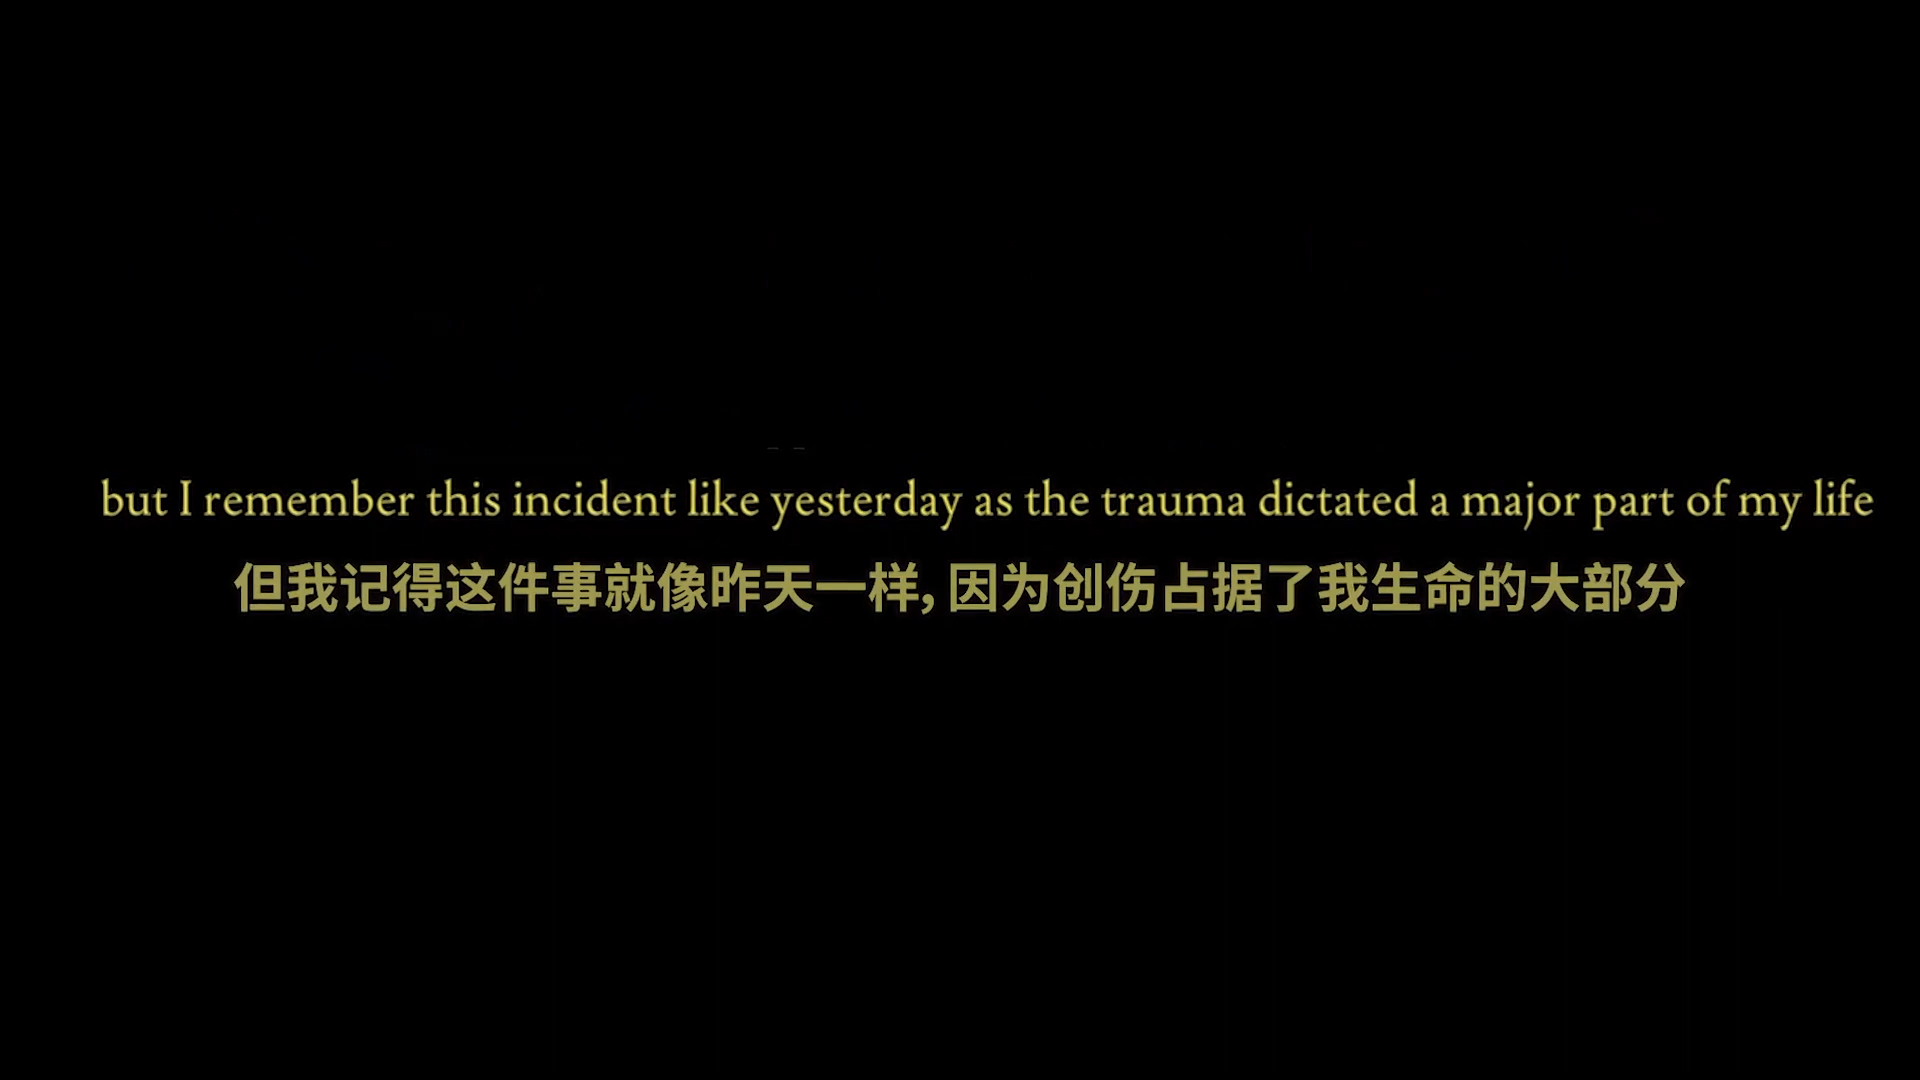 but I remember this incident like yesterday as the trauma dictated a major part of my life
但我记得这件事就像昨天一样, 因为创伤占据了我生命的大部分